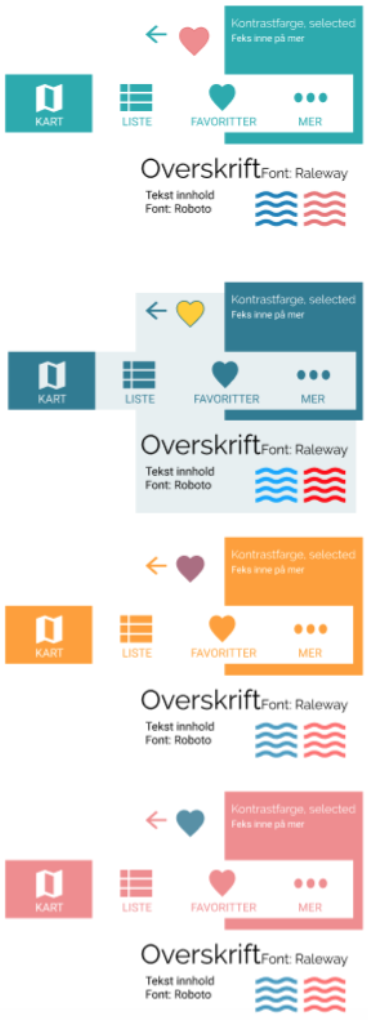 Kontrastfarge, selected
Feks inne på mer
KART LISTE FAVORITTER MER
Overskrift Font: Raleway
Tekst innhold
Font: Roboto
Kontrastfarge, selected
Feks inne på mer
KART LISTE FAVORITTER MER
Overskrift Font: Raleway
Tekst innhold
Font: Roboto
Kontrastfarge, selected
Feks inne på mer
KART LISTE FAVORITTER MER
Overskrift Font: Raleway
Tekst innhold
Font: Roboto
Kontrastfarge, selected
Feks inne på mer
KART LISTE FAVORITTER MER
Overskrift Font: Raleway
Tekst innhold
Font: Roboto